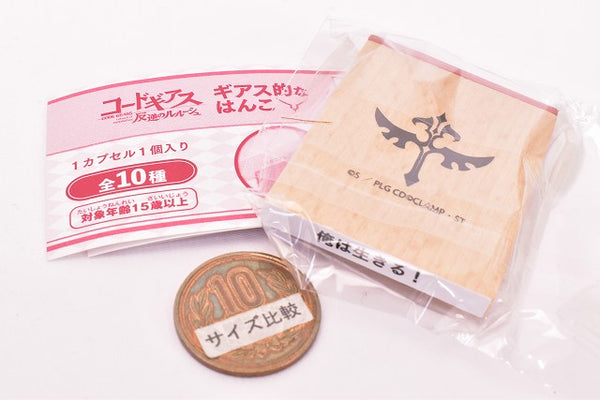 コードギアス
反逆のルルーシュ
ギアス的な
はんこ
1カプセル1個入り
全10種
たいしょうねんれい さいいじょう
対象年齢15歳以上
PLG CD
CLAMP・ST
俺は生きる！
10
サイズ比較